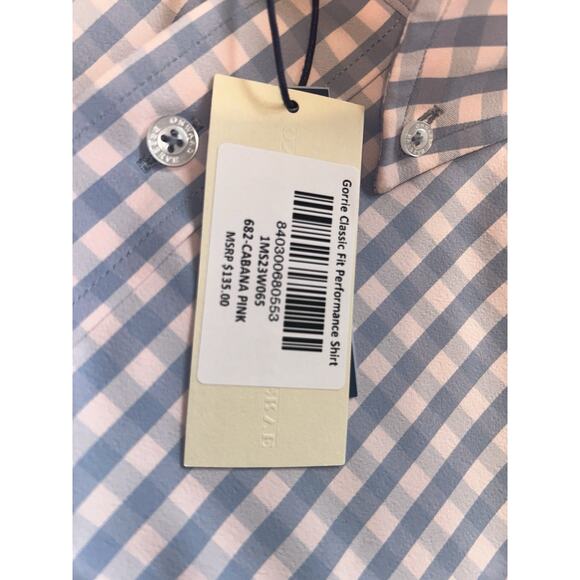 Gorrie Classic Fit Performance Shirt
840300680553
1MS23W065
682-CABANA PINK
MSRP $135.00